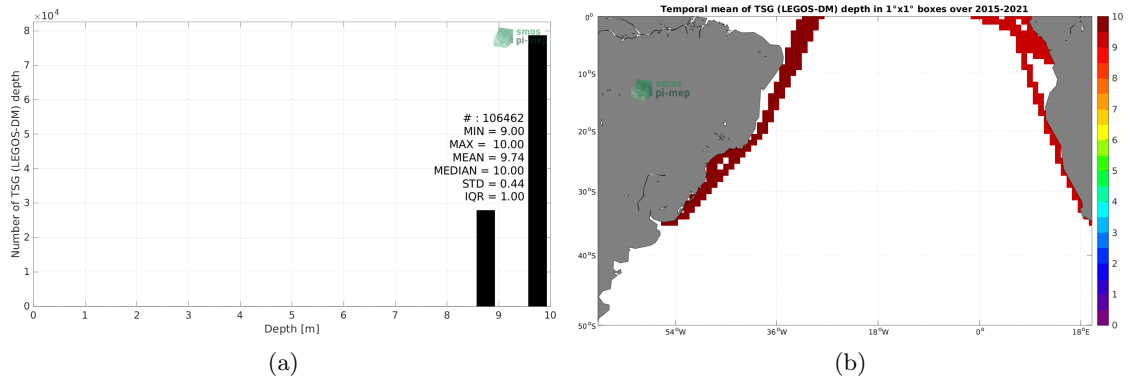 ×10⁴
8
7
6
5
4
3
2
1
0
Number of TSG (LEGOS-DM) depth
smos
pi-mep
# : 106462
MIN = 9.00
MAX = 10.00
MEAN = 9.74
MEDIAN = 10.00
STD = 0.44
IQR = 1.00
0 1 2 3 4 5 6 7 8 9 10
Depth [m]
(a)
Temporal mean of TSG (LEGOS-DM) depth in 1°x1° boxes over 2015-2021
0°
10°S
20°S
30°S
40°S
50°S
smos
pi-mep
54°W 36°W 18°W 0° 18°E
10
9
8
7
6
5
4
3
2
1
0
(b)